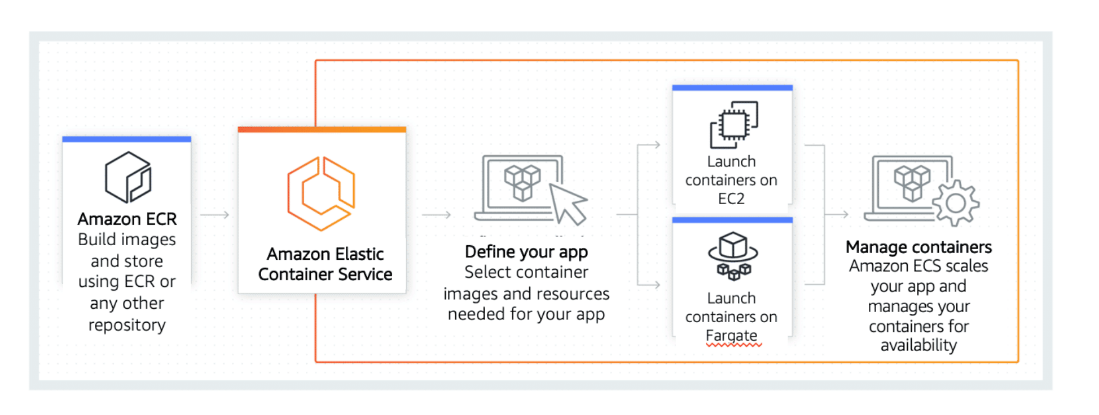 Amazon ECR
Build images
and store
using ECR or
any other
repository
Amazon Elastic
Container Service
Define your app
Select container
images and resources
needed for your app
Launch
containers on
EC2
Launch
containers on
Fargate
Manage containers
Amazon ECS scales
your app and
manages your
containers for
availability